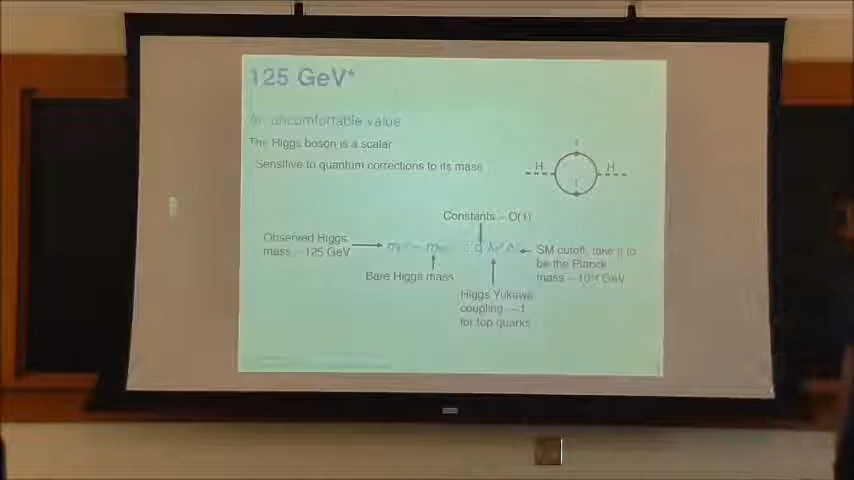 125 GeV*
An uncomfortable value
The Higgs boson is a scalar
Sensitive to quantum corrections to its mass
H H
Constants ~ O(1)
Observed Higgs
mass ~125 GeV
Bare Higgs mass
SM cutoff, take it to
be the Planck
mass GeV
Higgs Yukawa
coupling ~1
for top quarks